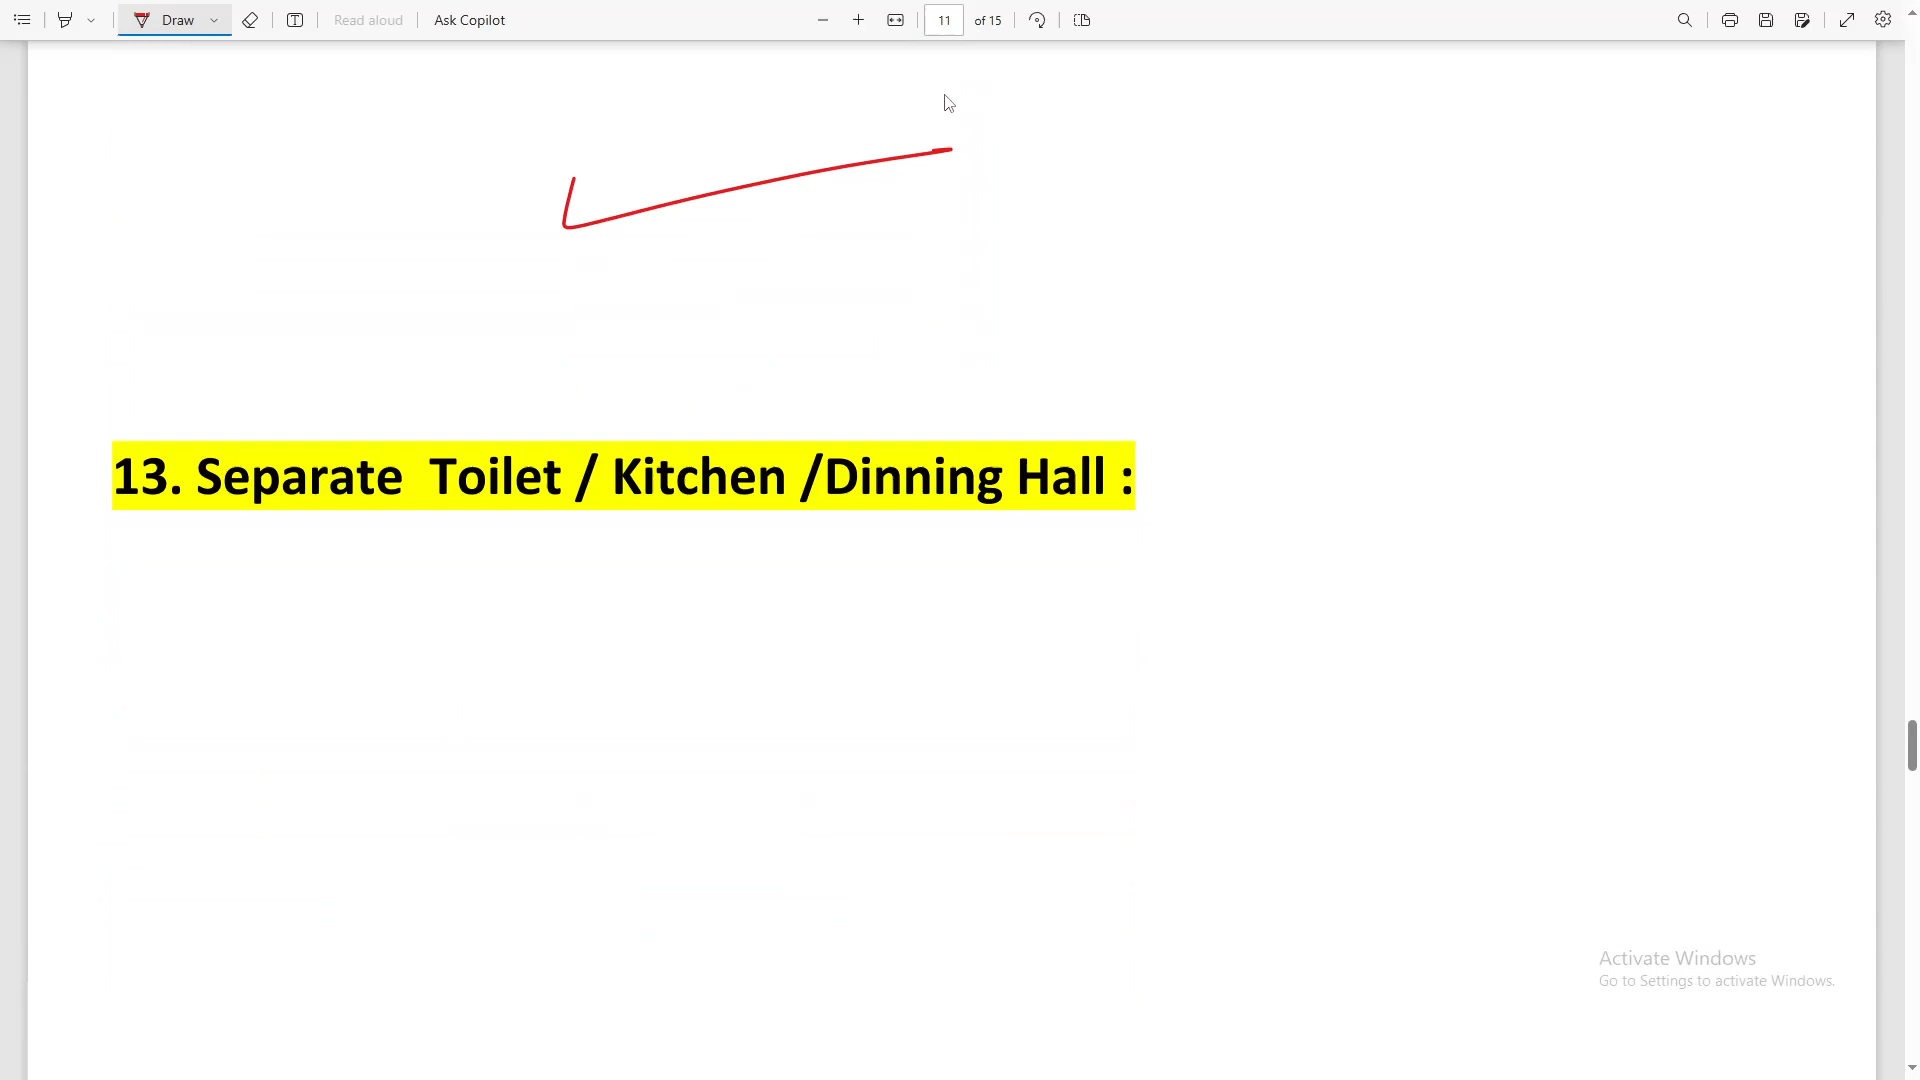 Draw Read aloud Ask Copilot 11 of 15
13. Separate  Toilet / Kitchen /Dinning Hall :
Activate Windows
Go to Settings to activate Windows.